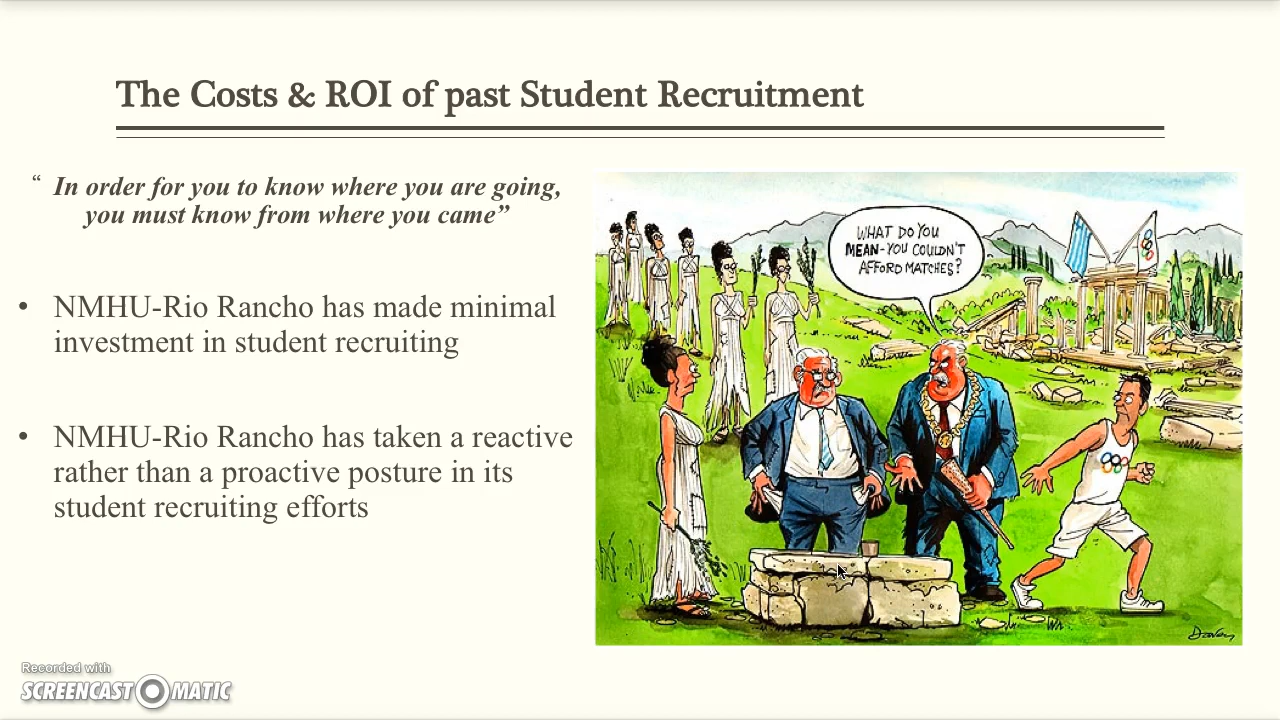 The Costs & ROI of past Student Recruitment
“ In order for you to know where you are going,
you must know from where you came”
• NMHU-Rio Rancho has made minimal
investment in student recruiting
• NMHU-Rio Rancho has taken a reactive
rather than a proactive posture in its
student recruiting efforts
WHAT DO YOU
MEAN-YOU COULDN'T
AFFORD MATCHES?
Recorded with
SCREENCAST MATIC